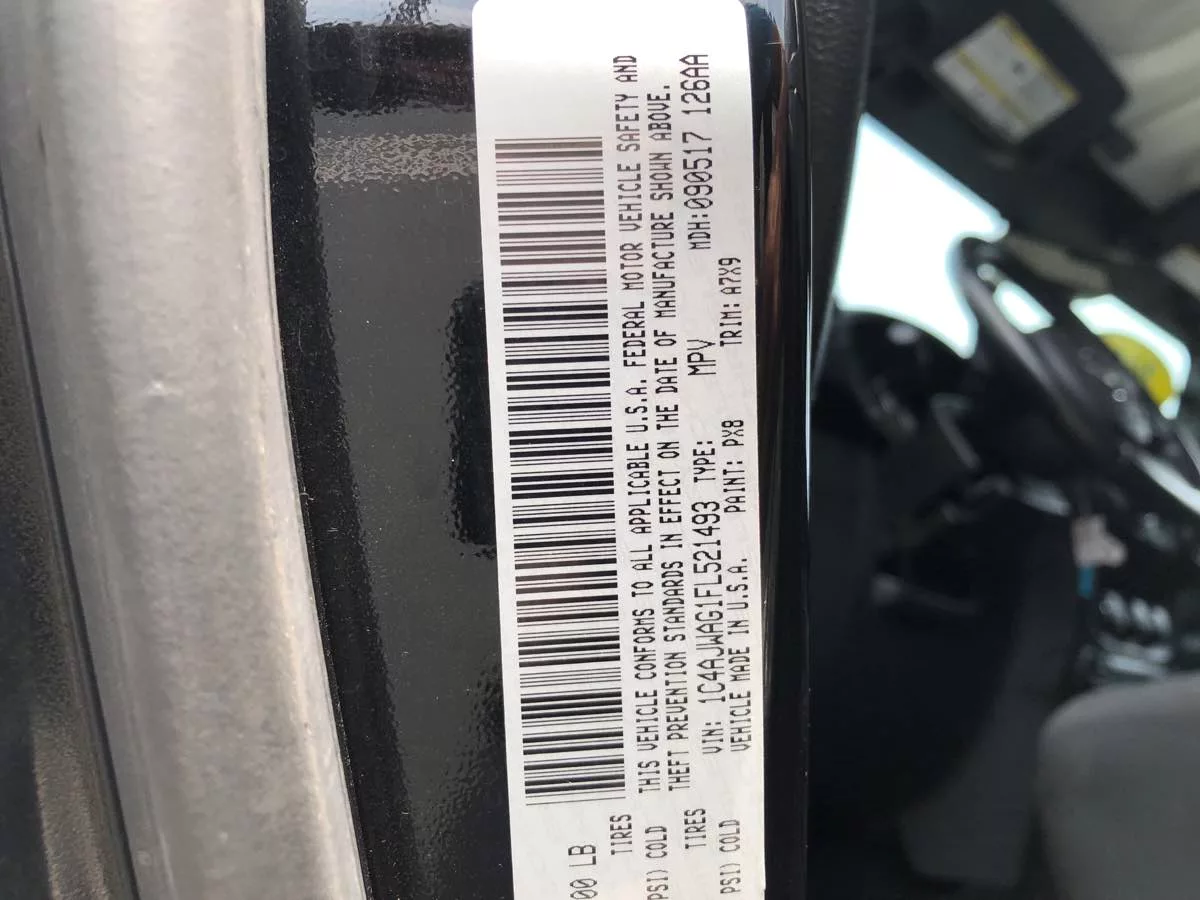 00 LB
TIRES
PSI) COLD
TIRES
PSI) COLD
THIS VEHICLE CONFORMS TO ALL APPLICABLE U.S.A. FEDERAL MOTOR VEHICLE SAFETY AND
THEFT PREVENTION STANDARDS IN EFFECT ON THE DATE OF MANUFACTURE SHOWN ABOVE.
VIN: 1C4AJWAG1FL521493 TYPE: MPV MDH:090517 126AA
VEHICLE MADE IN U.S.A. PAINT: PX8 TRIM: A7X9